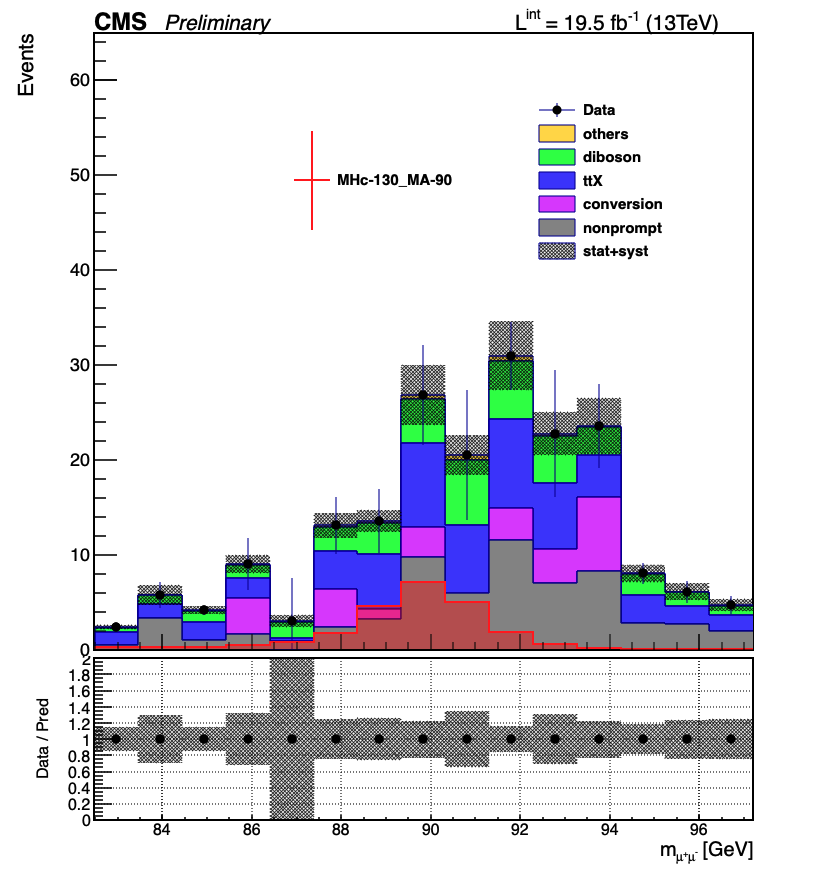 CMS Preliminary L^int = 19.5 fb^-1 (13TeV)
Events
60
50
40
30
20
10
0
MHc-130_MA-90
Data
others
diboson
ttX
conversion
nonprompt
stat+syst
Data / Pred
2
1.8
1.6
1.4
1.2
1
0.8
0.6
0.4
0.2
0
84 86 88 90 92 94 96
m_μ⁺μ⁻ [GeV]